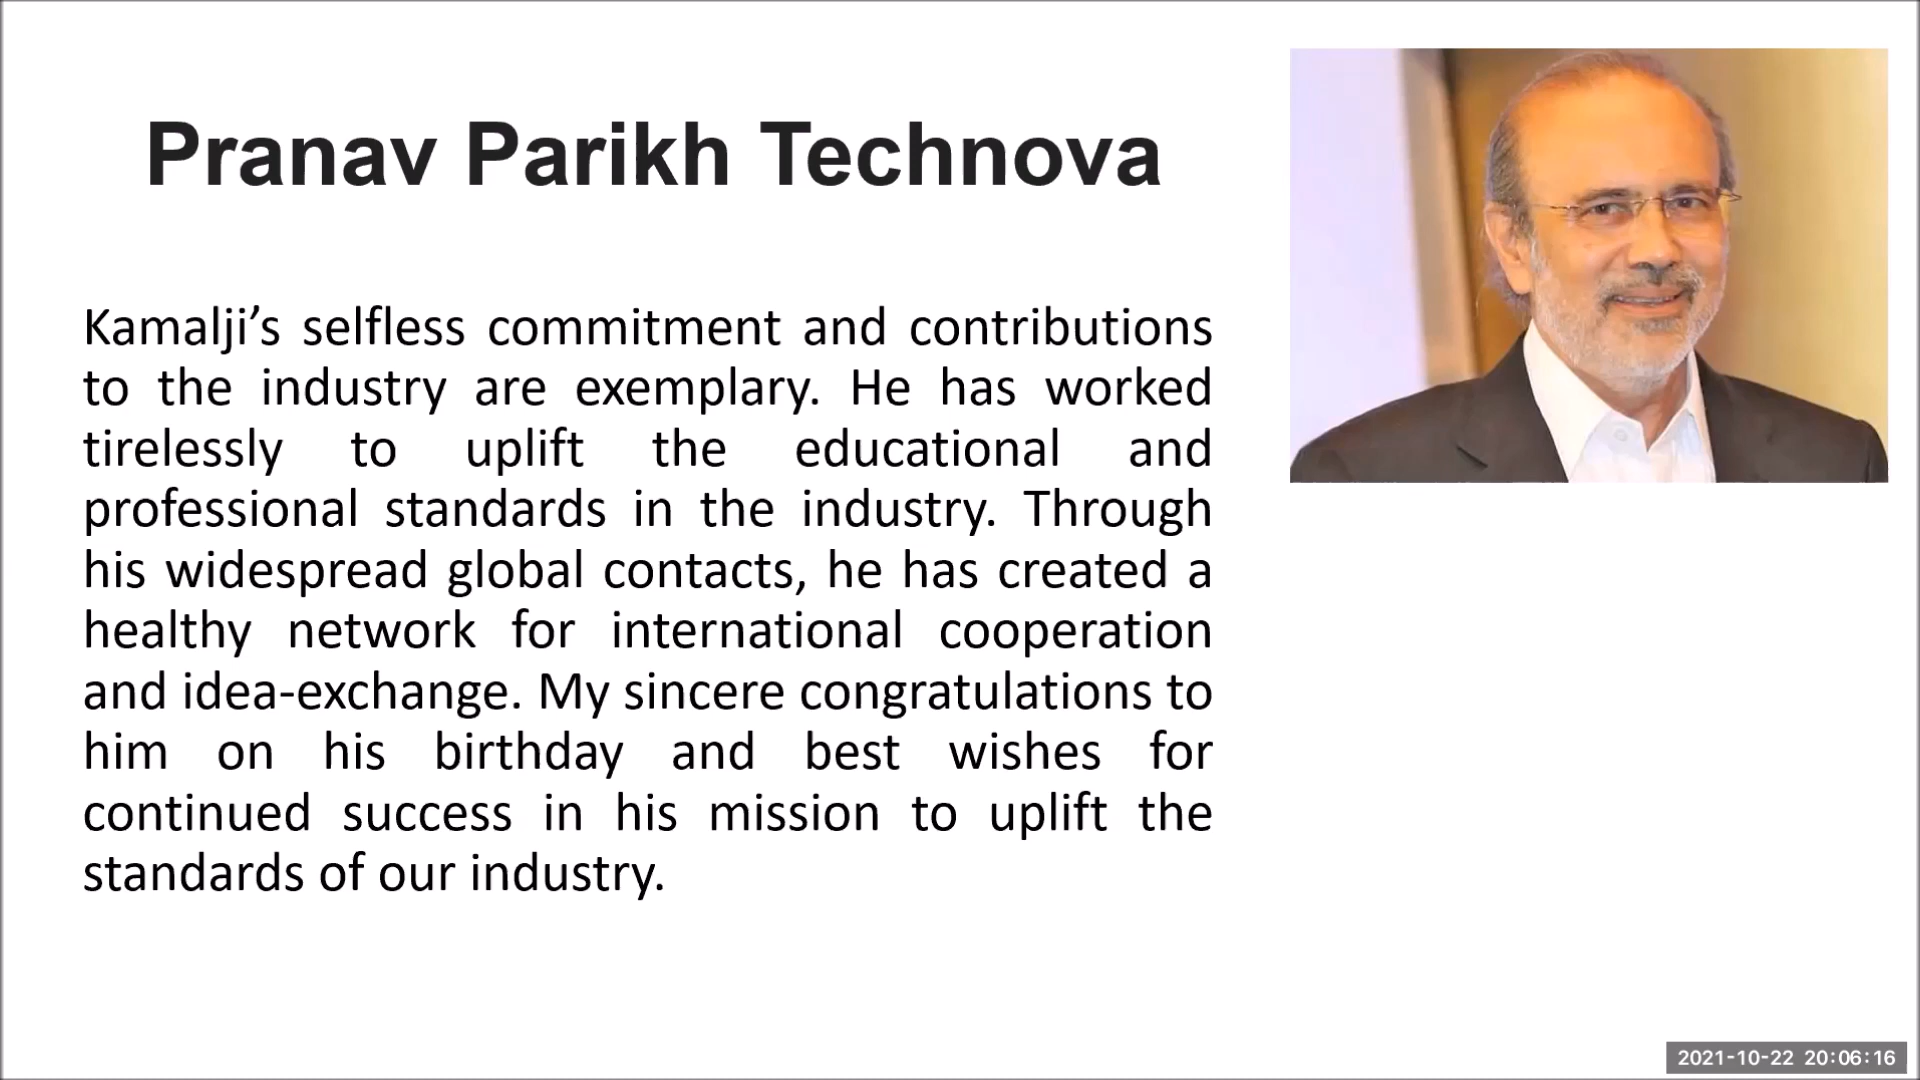 Pranav Parikh Technova
Kamalji’s selfless commitment and contributions
to the industry are exemplary. He has worked
tirelessly to uplift the educational and
professional standards in the industry. Through
his widespread global contacts, he has created a
healthy network for international cooperation
and idea-exchange. My sincere congratulations to
him on his birthday and best wishes for
continued success in his mission to uplift the
standards of our industry.
2021-10-22 20:06:16